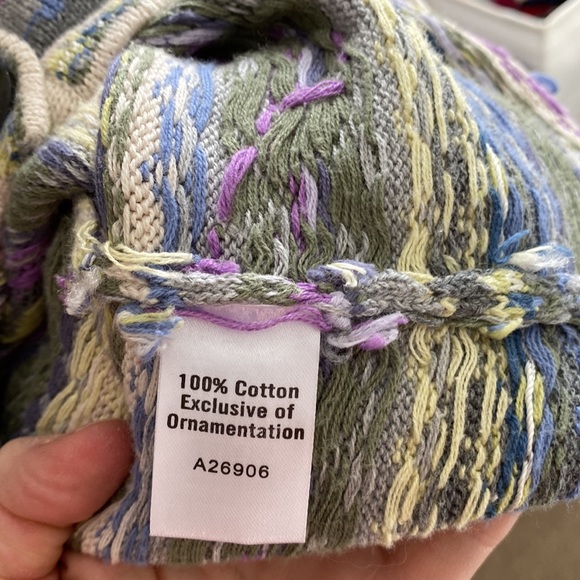 100% Cotton
Exclusive of
Ornamentation
A26906